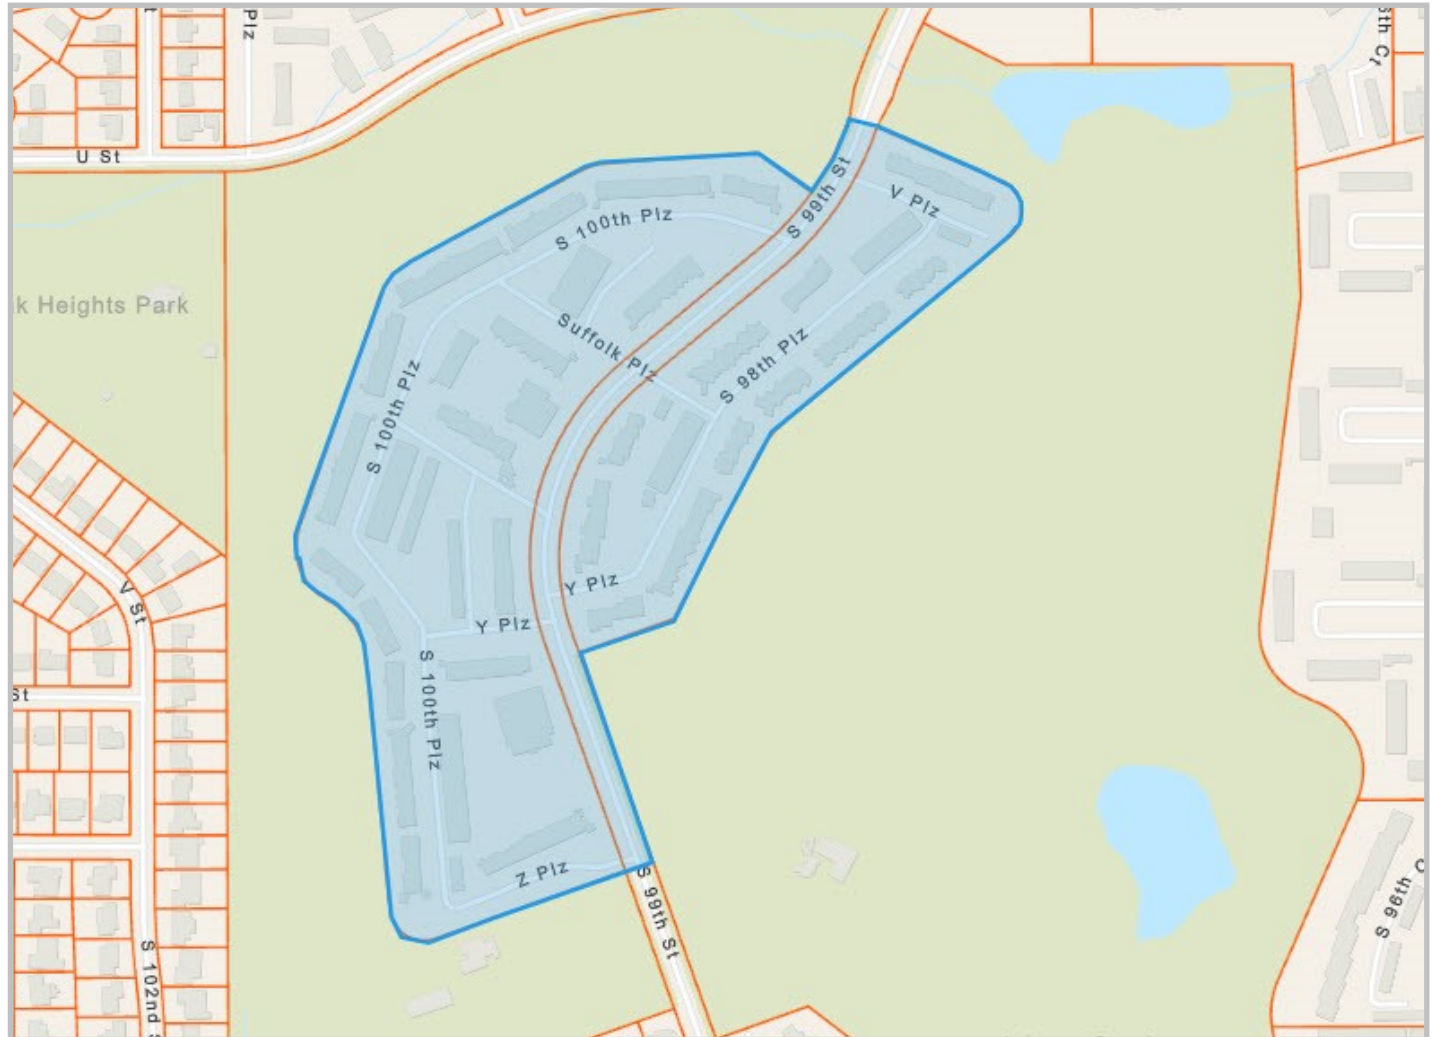 Plz
U St
S 99th St
V Plz
S 100th Plz
k Heights Park
Suffolk Plz
S 98th Plz
S 100th Plz
V St
Y Plz
Y Plz
St
S 100th Plz
Z Plz
S 99th St
S 96th C
S 102nd S